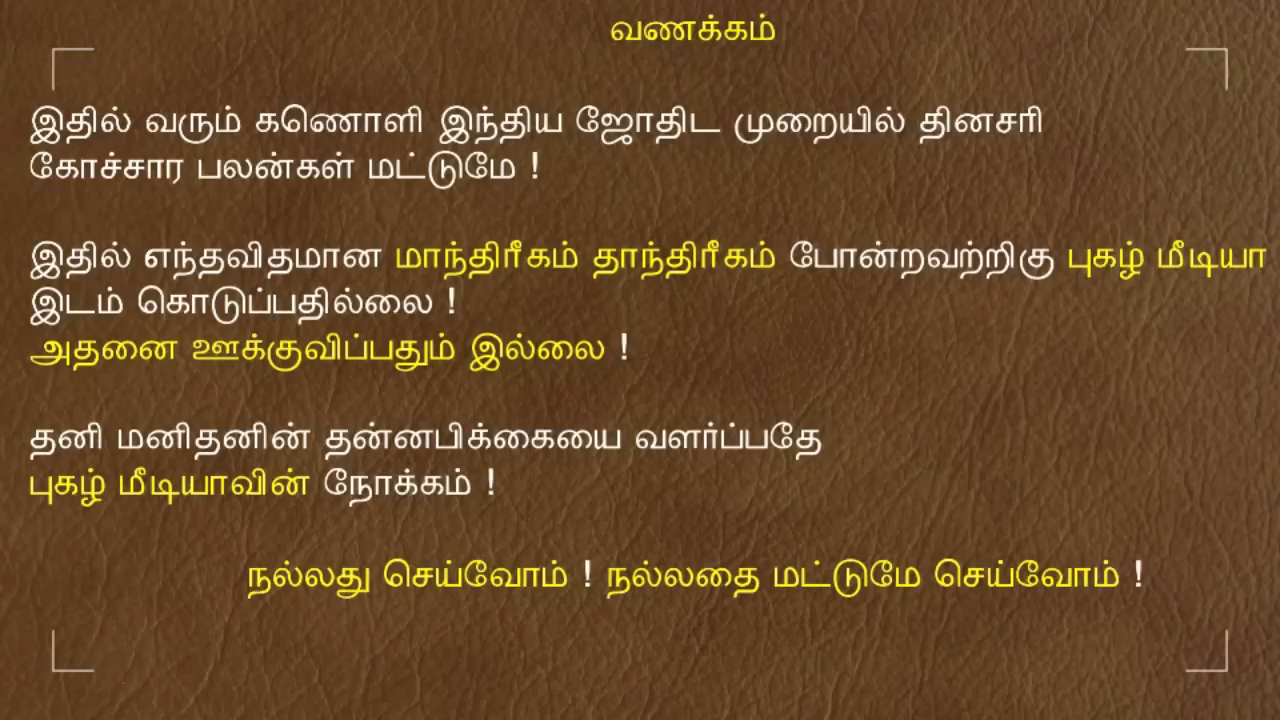 வணக்கம்
இதில் வரும் கணொளி இந்திய ஜோதிட முறையில் தினசரி
கோச்சார பலன்கள் மட்டுமே !
இதில் எந்தவிதமான மாந்திரீகம் தாந்திரீகம் போன்றவற்றிகு புகழ் மீடியா
இடம் கொடுப்பதில்லை !
அதனை ஊக்குவிப்பதும் இல்லை !
தனி மனிதனின் தன்னபிக்கையை வளர்ப்பதே
புகழ் மீடியாவின் நோக்கம் !
நல்லது செய்வோம் ! நல்லதை மட்டுமே செய்வோம் !